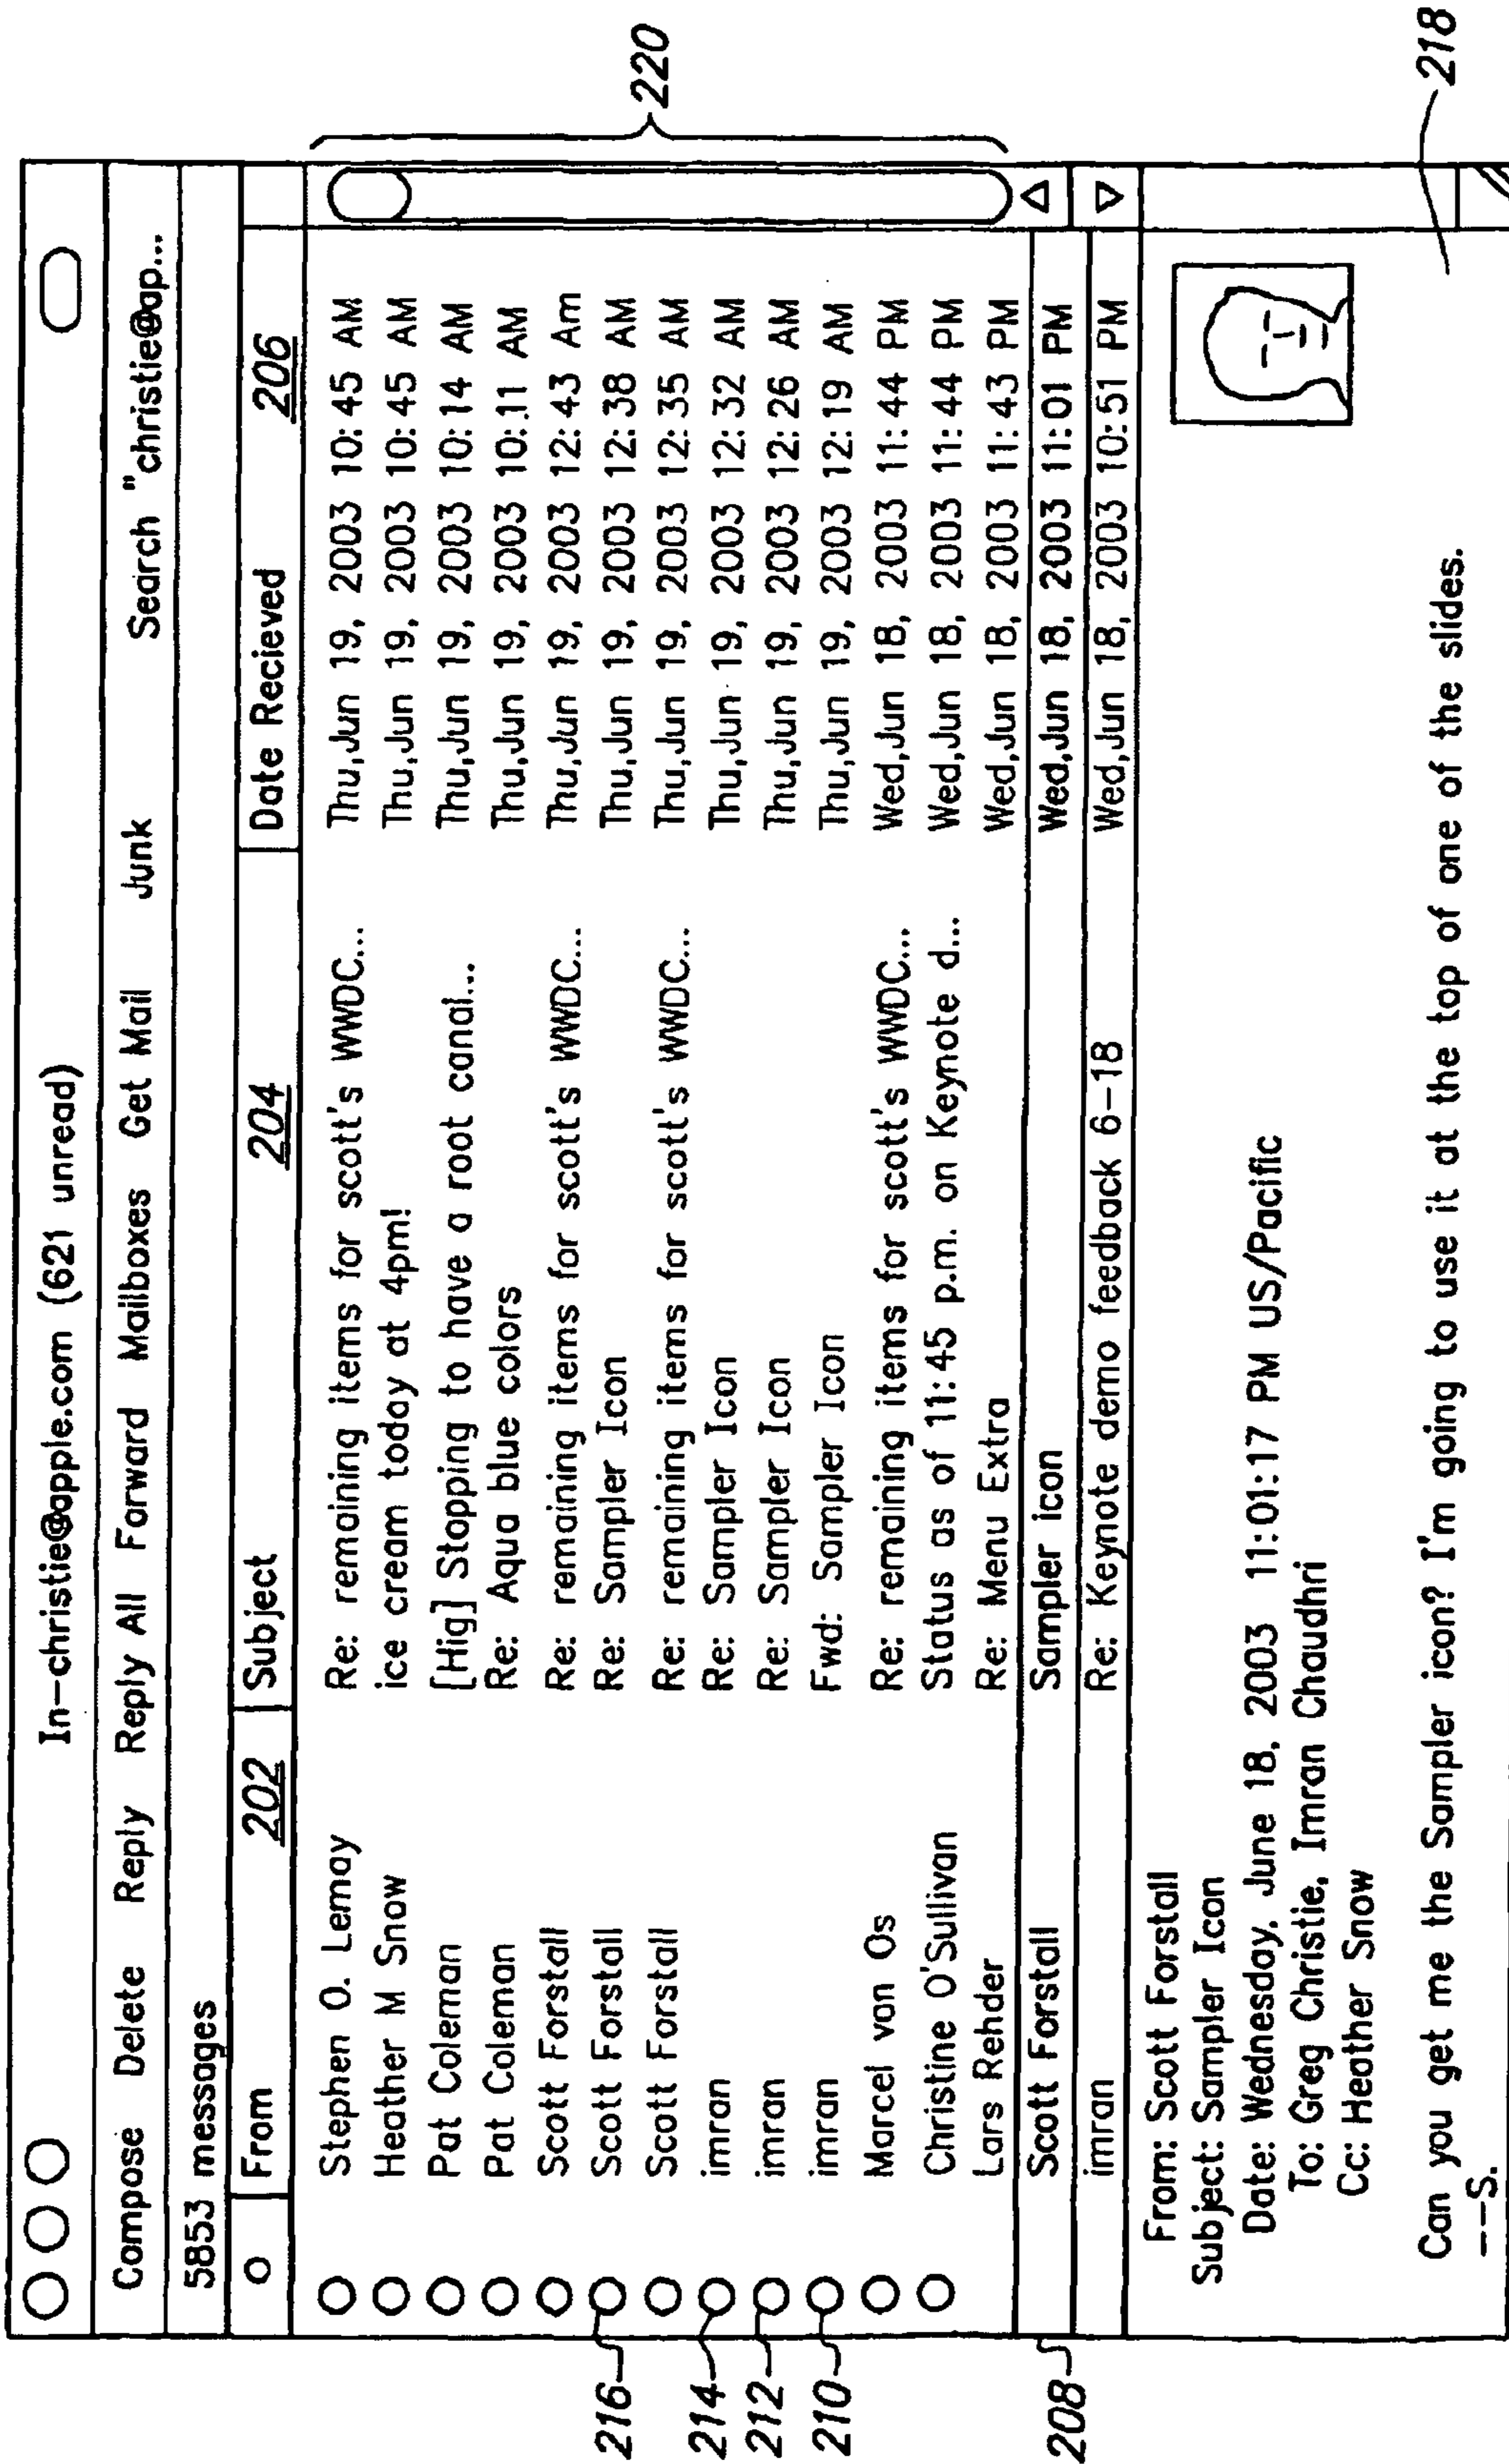 In-christie@apple.com (621 unread)
Compose Delete Reply Reply All Forward Mailboxes Get Mail Junk Search "christie@ap...
5853 messages
From 202 Subject 204 Date Recieved 206
Stephen O. Lemay Re: remaining items for scott's WWDC... Thu,Jun 19, 2003 10:45 AM
Heather M Snow ice cream today at 4pm! Thu,Jun 19, 2003 10:45 AM
Pat Coleman [Hig] Stopping to have a root canal... Thu,Jun 19, 2003 10:14 AM
Pat Coleman Re: Aqua blue colors Thu,Jun 19, 2003 10:11 AM
Scott Forstall Re: remaining items for scott's WWDC... Thu,Jun 19, 2003 12:43 Am
216 Scott Forstall Re: Sampler Icon Thu,Jun 19, 2003 12:38 AM
Scott Forstall Re: remaining items for scott's WWDC... Thu,Jun 19, 2003 12:35 AM
214 imran Re: Sampler Icon Thu,Jun 19, 2003 12:32 AM
212 imran Re: Sampler Icon Thu,Jun 19, 2003 12:26 AM
210 imran Fwd: Sampler Icon Thu,Jun 19, 2003 12:19 AM
Marcel van Os Re: remaining items for scott's WWDC... Wed,Jun 18, 2003 11:44 PM
Christine O'Sullivan Status as of 11:45 p.m. on Keynote d... Wed,Jun 18, 2003 11:44 PM
Lars Rehder Re: Menu Extra Wed,Jun 18, 2003 11:43 PM
208 Scott Forstall Sampler icon Wed,Jun 18, 2003 11:01 PM
imran Re: Keynote demo feedback 6-18 Wed,Jun 18, 2003 10:51 PM
220
From: Scott Forstall
Subject: Sampler Icon
Date: Wednesday, June 18, 2003 11:01:17 PM US/Pacific
To: Greg Christie, Imran Chaudhri
Cc: Heather Snow
Can you get me the Sampler icon? I'm going to use it at the top of one of the slides.
--S.
218